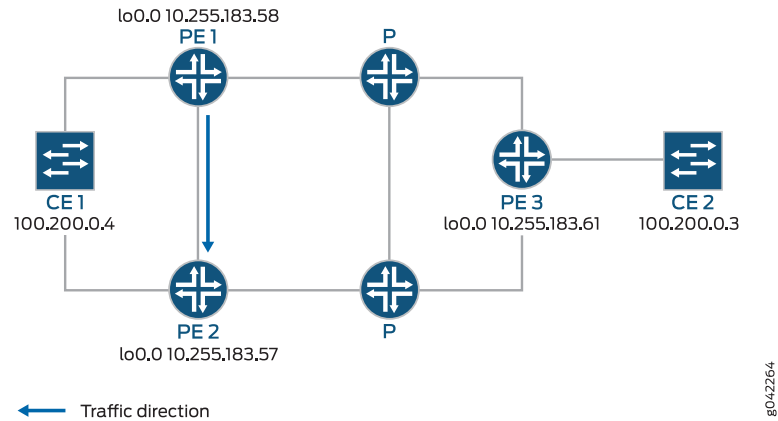 lo0.0 10.255.183.58
PE 1
P
CE 1
100.200.0.4
PE 3
lo0.0 10.255.183.61
CE 2
100.200.0.3
PE 2
lo0.0 10.255.183.57
P
Traffic direction
g042264